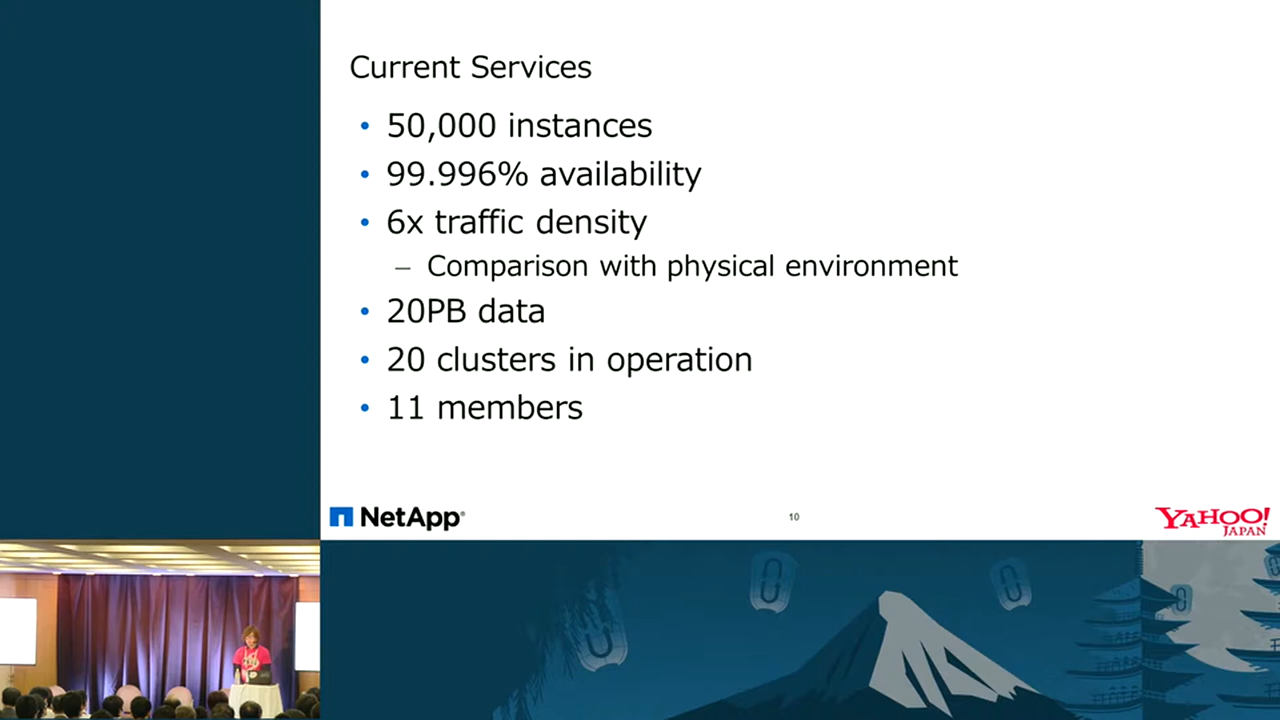 Current Services
• 50,000 instances
• 99.996% availability
• 6x traffic density
– Comparison with physical environment
• 20PB data
• 20 clusters in operation
• 11 members
NetApp®
10
YAHOO!
JAPAN